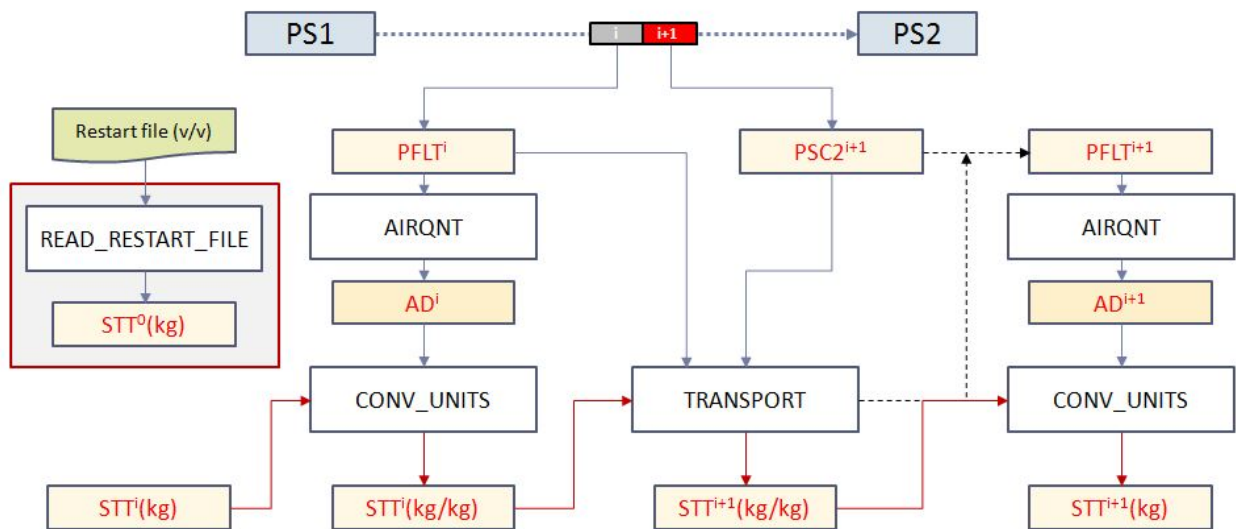 PS1
i
i+1
PS2
Restart file (v/v)
PFLTⁱ
PSC2ⁱ⁺¹
PFLTⁱ⁺¹
READ_RESTART_FILE
AIRQNT
AIRQNT
STT⁰(kg)
ADⁱ
ADⁱ⁺¹
CONV_UNITS
TRANSPORT
CONV_UNITS
STTⁱ(kg)
STTⁱ(kg/kg)
STTⁱ⁺¹(kg/kg)
STTⁱ⁺¹(kg)